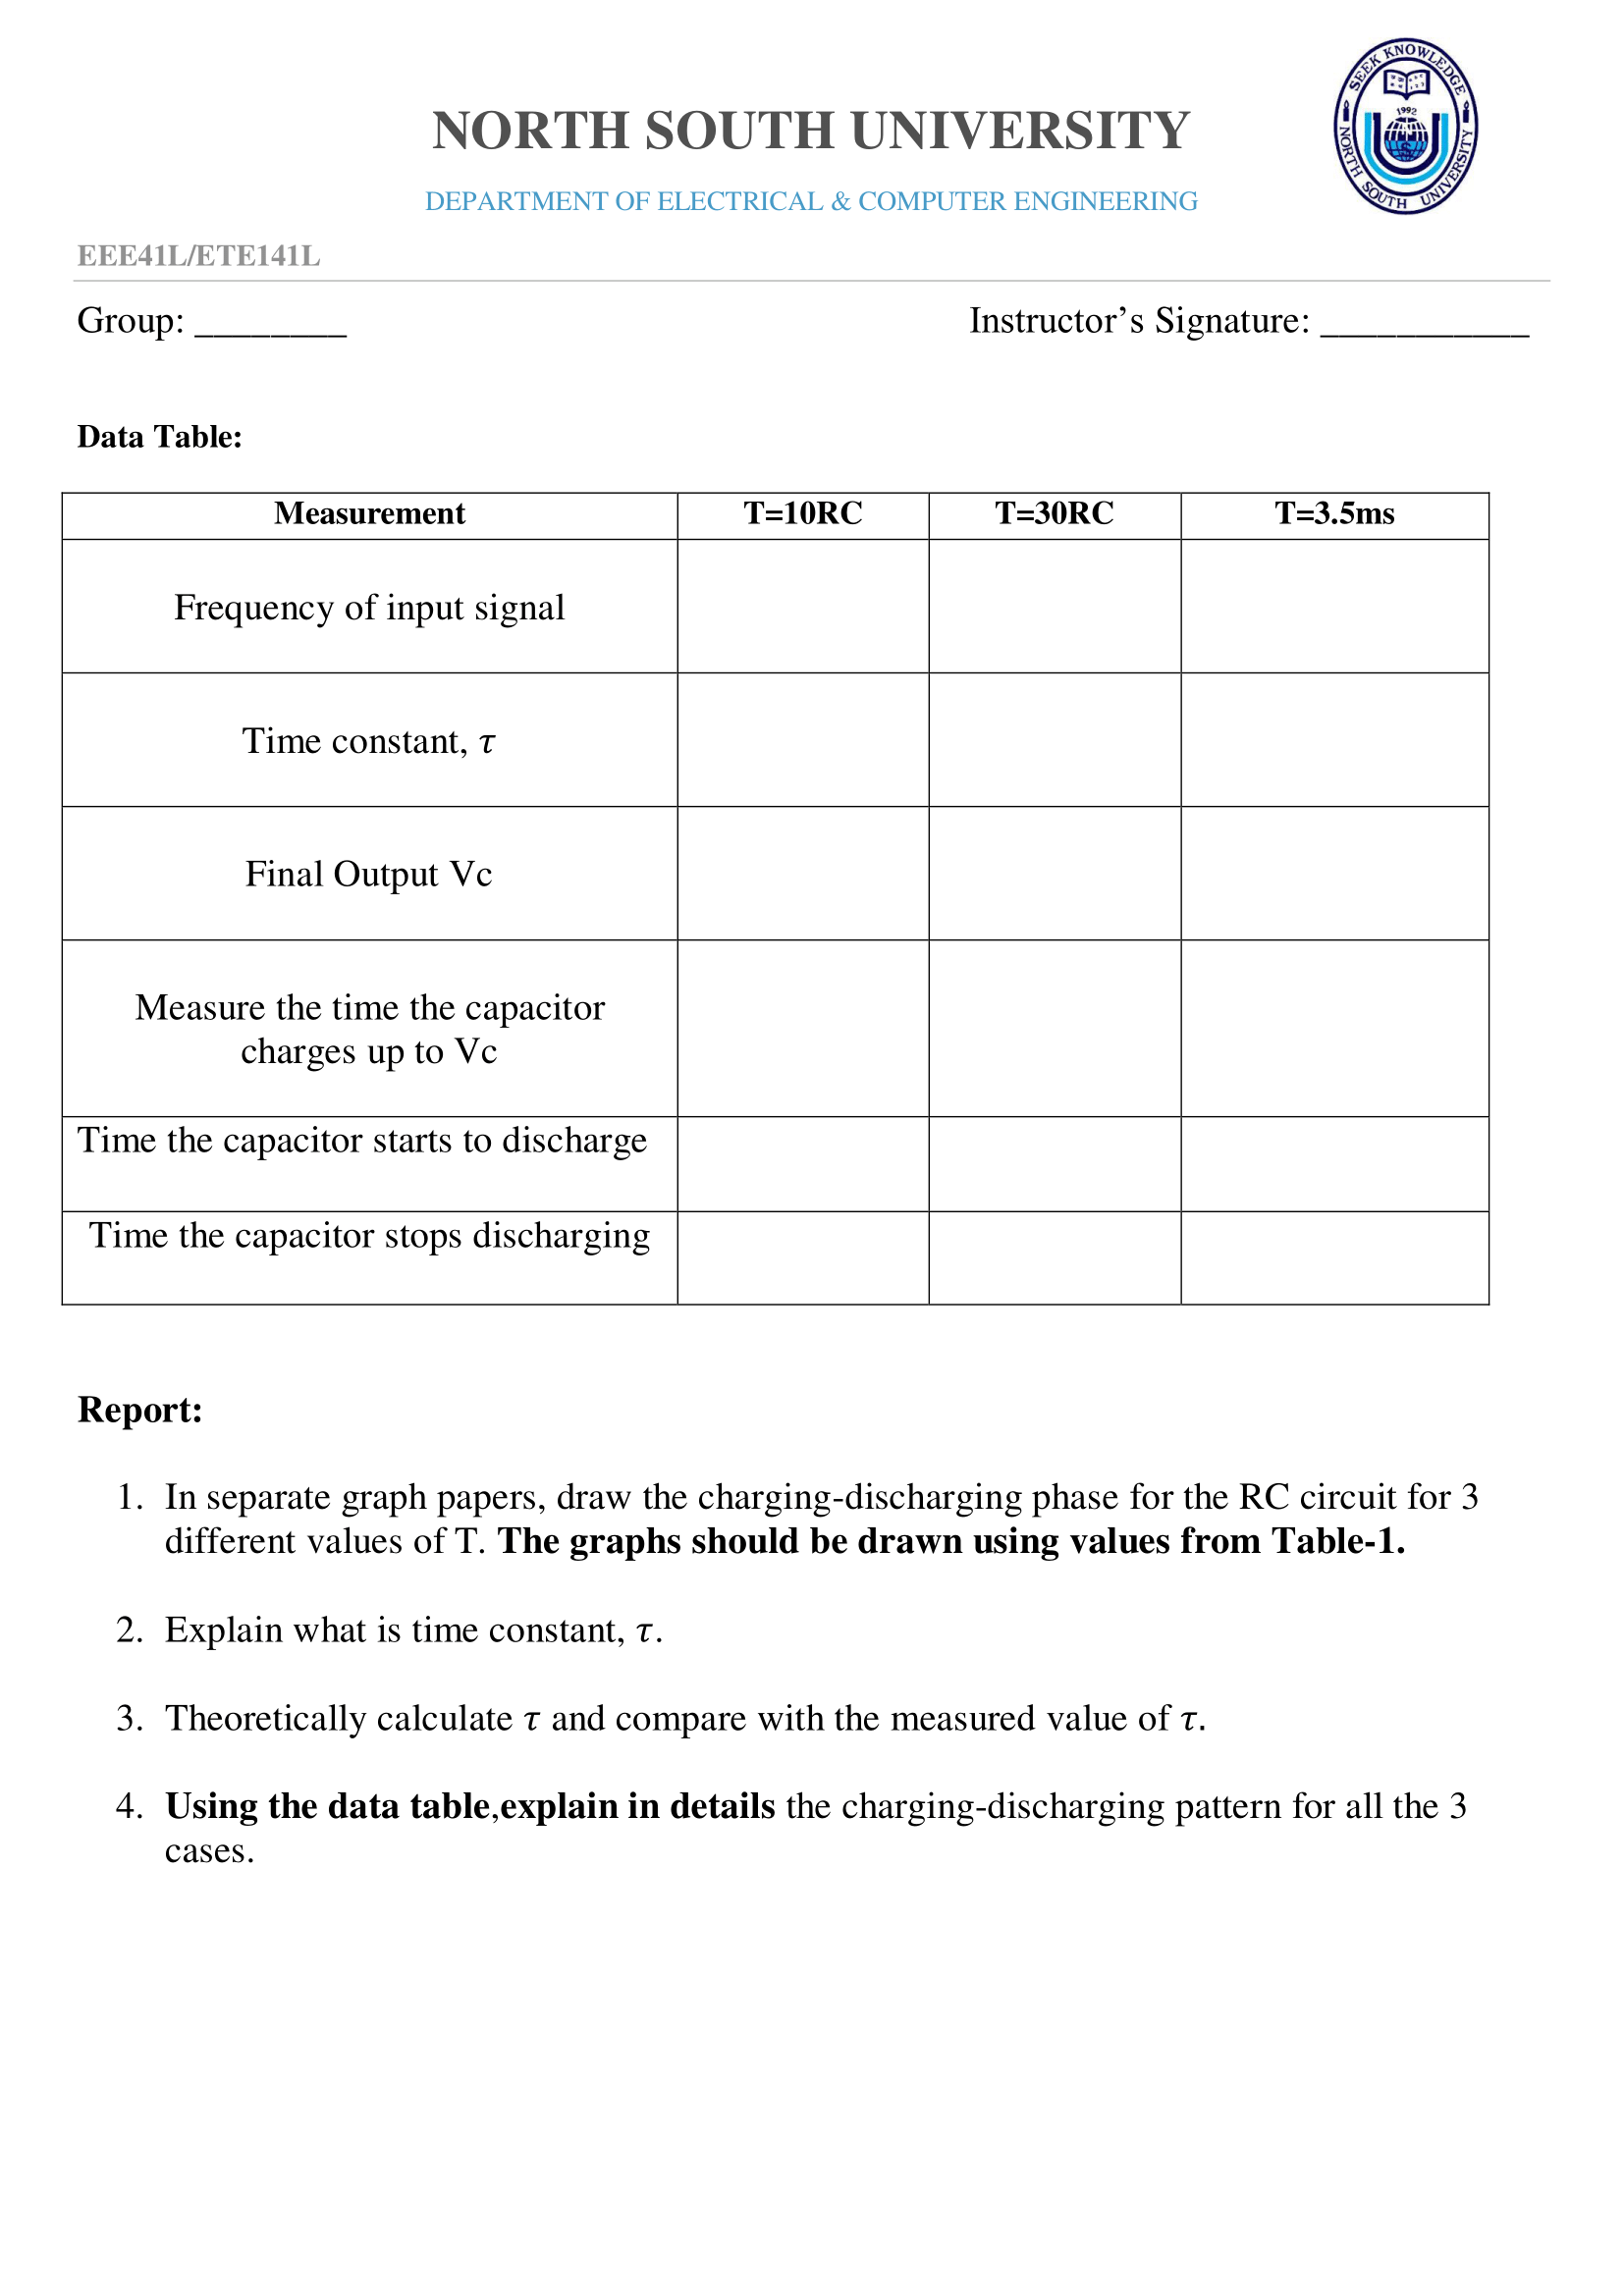 SEEK KNOWLEDGE
1992
NORTH SOUTH UNIVERSITY
NORTH SOUTH UNIVERSITY
DEPARTMENT OF ELECTRICAL & COMPUTER ENGINEERING
EEE41L/ETE141L
Group: ________ Instructor’s Signature: ___________
Data Table:
Measurement T=10RC T=30RC T=3.5ms
Frequency of input signal
Time constant, τ
Final Output Vc
Measure the time the capacitor
charges up to Vc
Time the capacitor starts to discharge
Time the capacitor stops discharging
Report:
1. In separate graph papers, draw the charging-discharging phase for the RC circuit for 3
different values of T. The graphs should be drawn using values from Table-1.
2. Explain what is time constant, τ.
3. Theoretically calculate τ and compare with the measured value of τ.
4. Using the data table,explain in details the charging-discharging pattern for all the 3
cases.